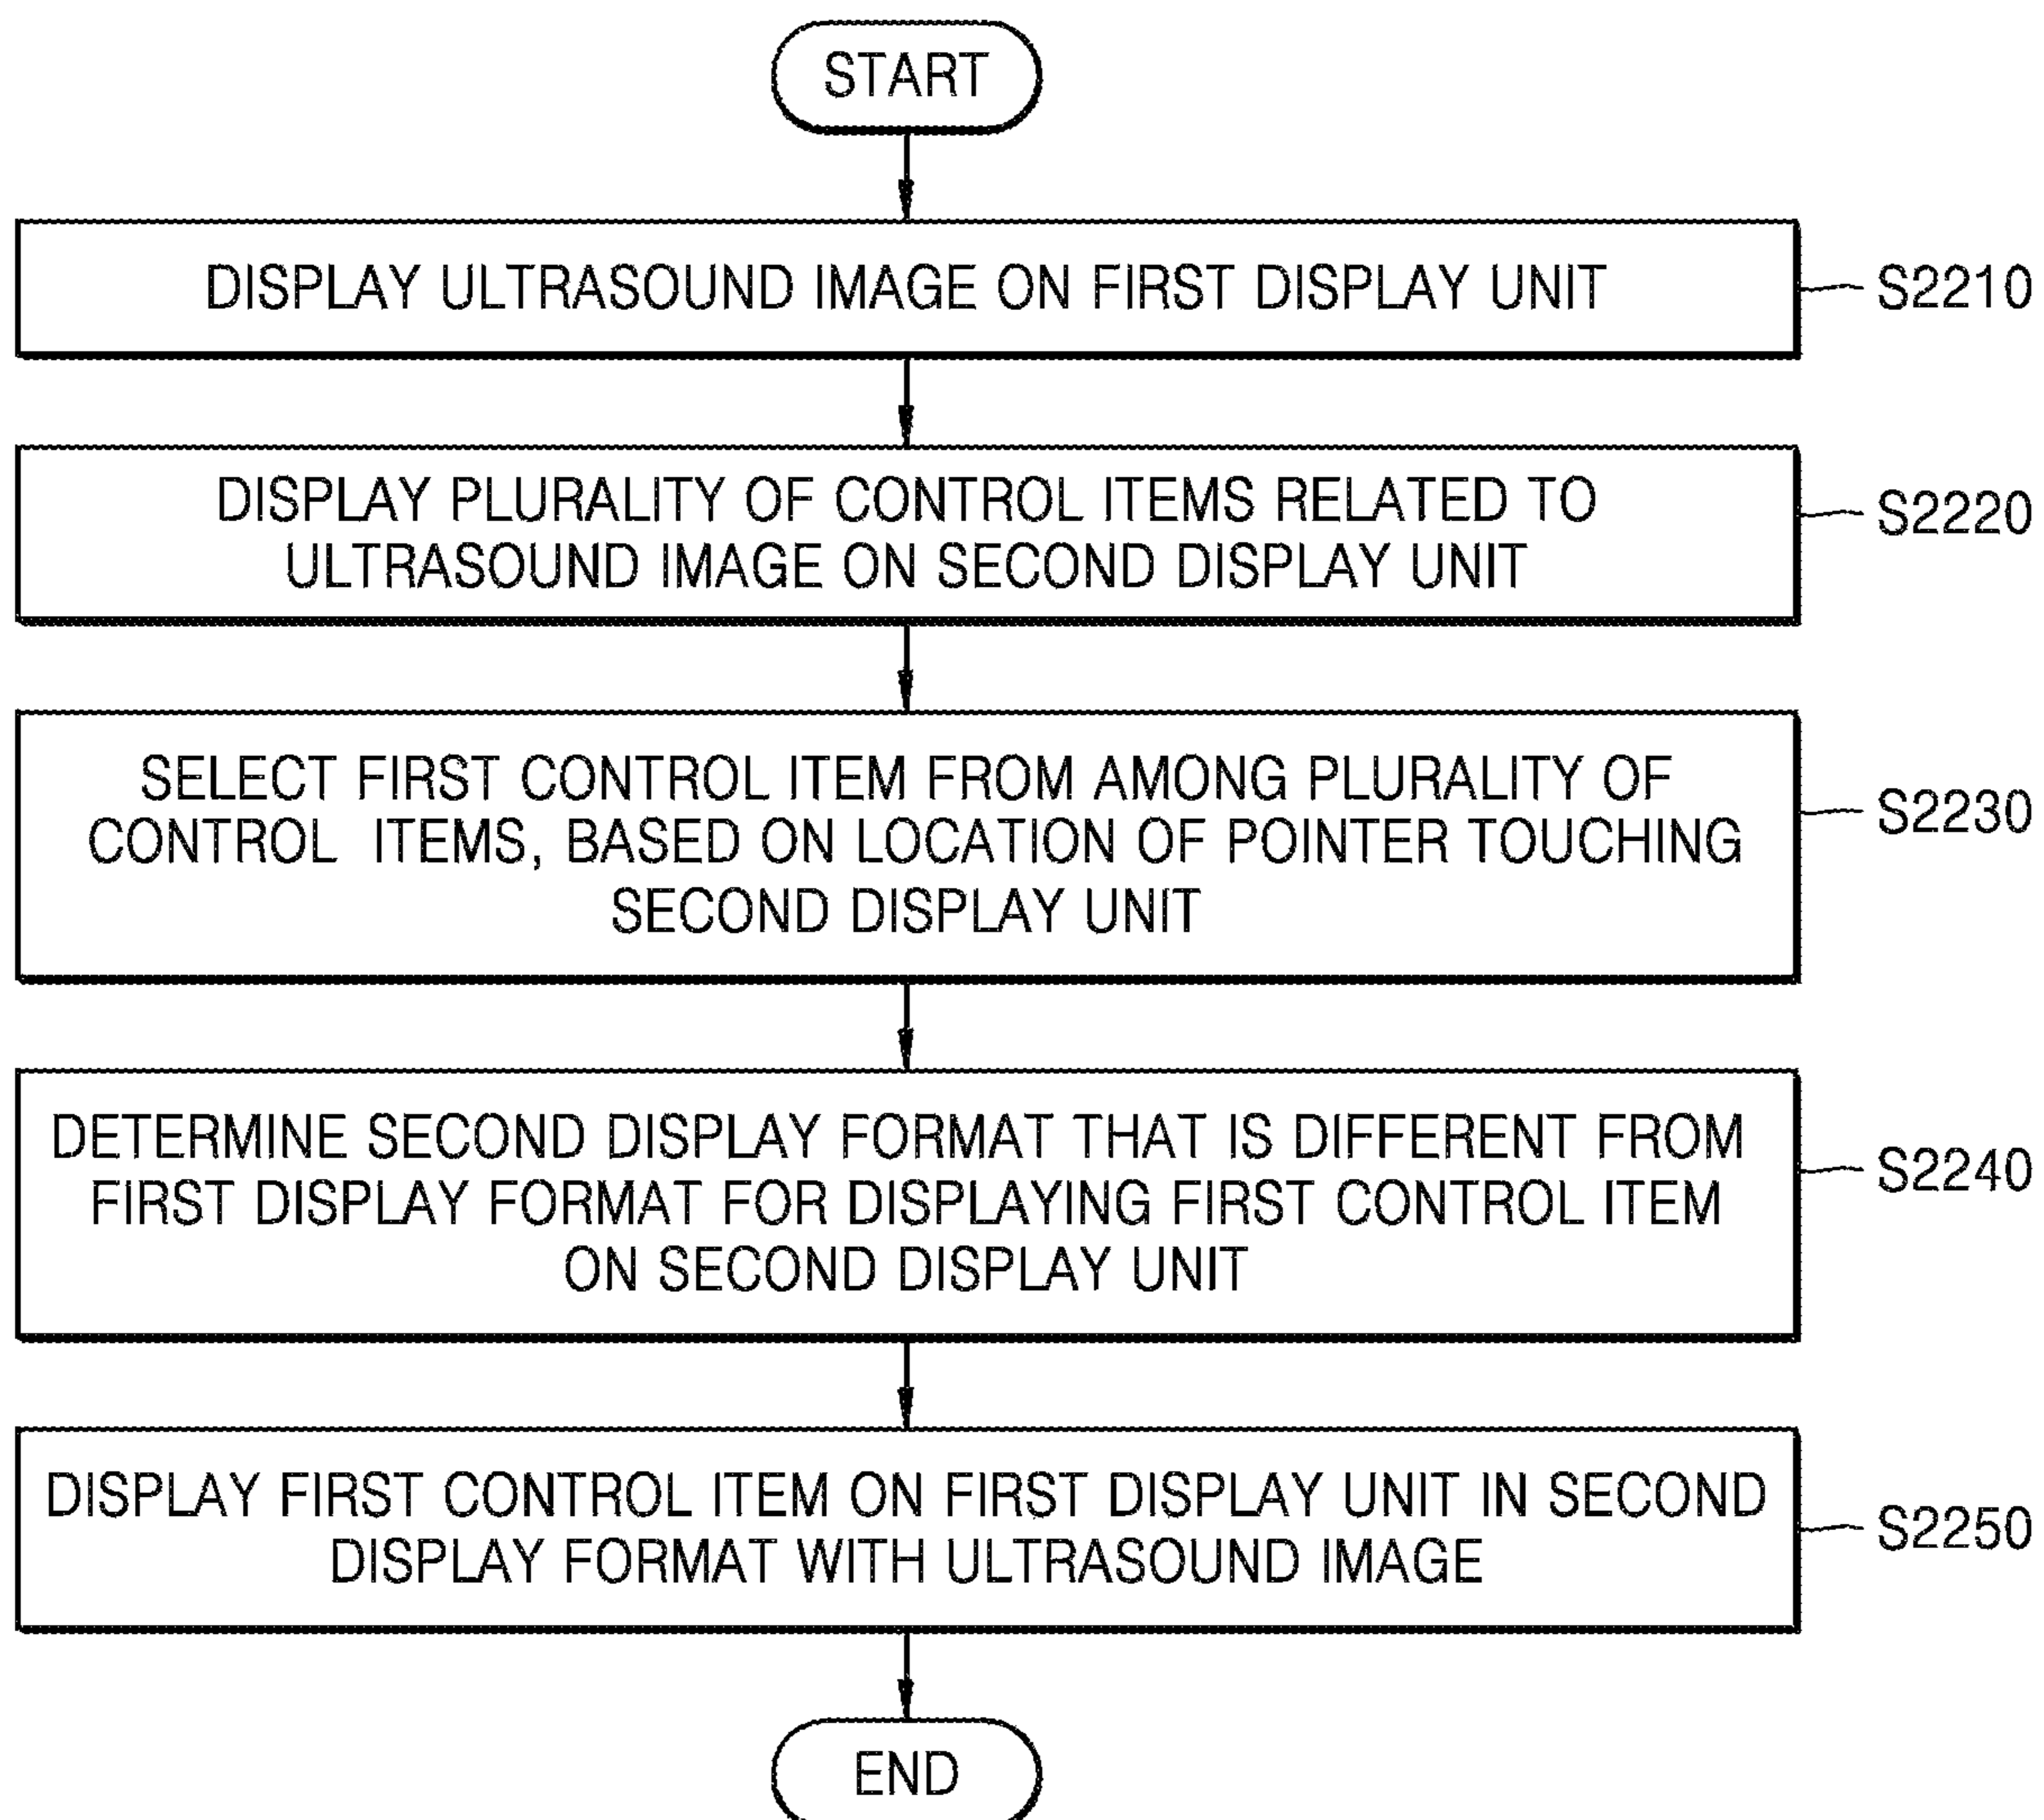 START
DISPLAY ULTRASOUND IMAGE ON FIRST DISPLAY UNIT
S2210
DISPLAY PLURALITY OF CONTROL ITEMS RELATED TO
ULTRASOUND IMAGE ON SECOND DISPLAY UNIT
S2220
SELECT FIRST CONTROL ITEM FROM AMONG PLURALITY OF
CONTROL ITEMS, BASED ON LOCATION OF POINTER TOUCHING
SECOND DISPLAY UNIT
S2230
DETERMINE SECOND DISPLAY FORMAT THAT IS DIFFERENT FROM
FIRST DISPLAY FORMAT FOR DISPLAYING FIRST CONTROL ITEM
ON SECOND DISPLAY UNIT
S2240
DISPLAY FIRST CONTROL ITEM ON FIRST DISPLAY UNIT IN SECOND
DISPLAY FORMAT WITH ULTRASOUND IMAGE
S2250
END